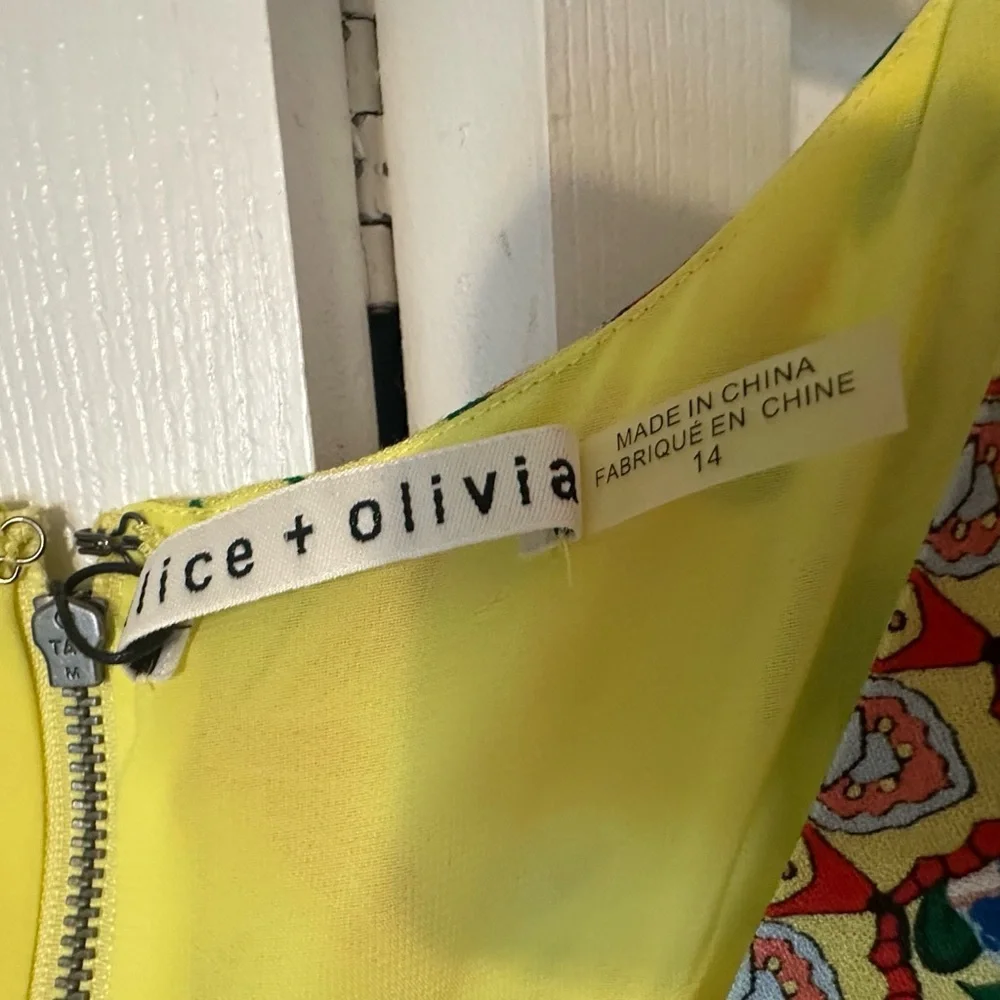 lice + olivia
MADE IN CHINA
FABRIQUÉ EN CHINE
14